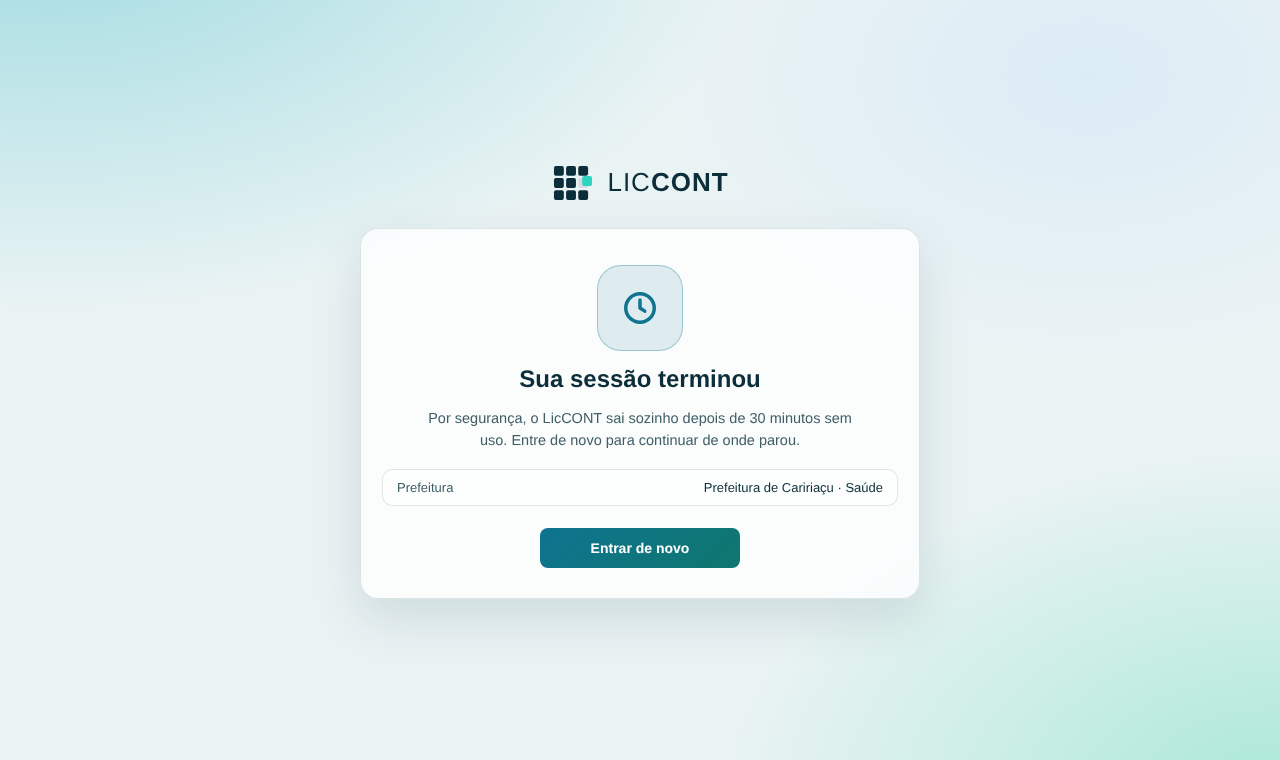 LICCONT
Sua sessão terminou
Por segurança, o LicCONT sai sozinho depois de 30 minutos sem
uso. Entre de novo para continuar de onde parou.
Prefeitura
Prefeitura de Caririaçu · Saúde
Entrar de novo